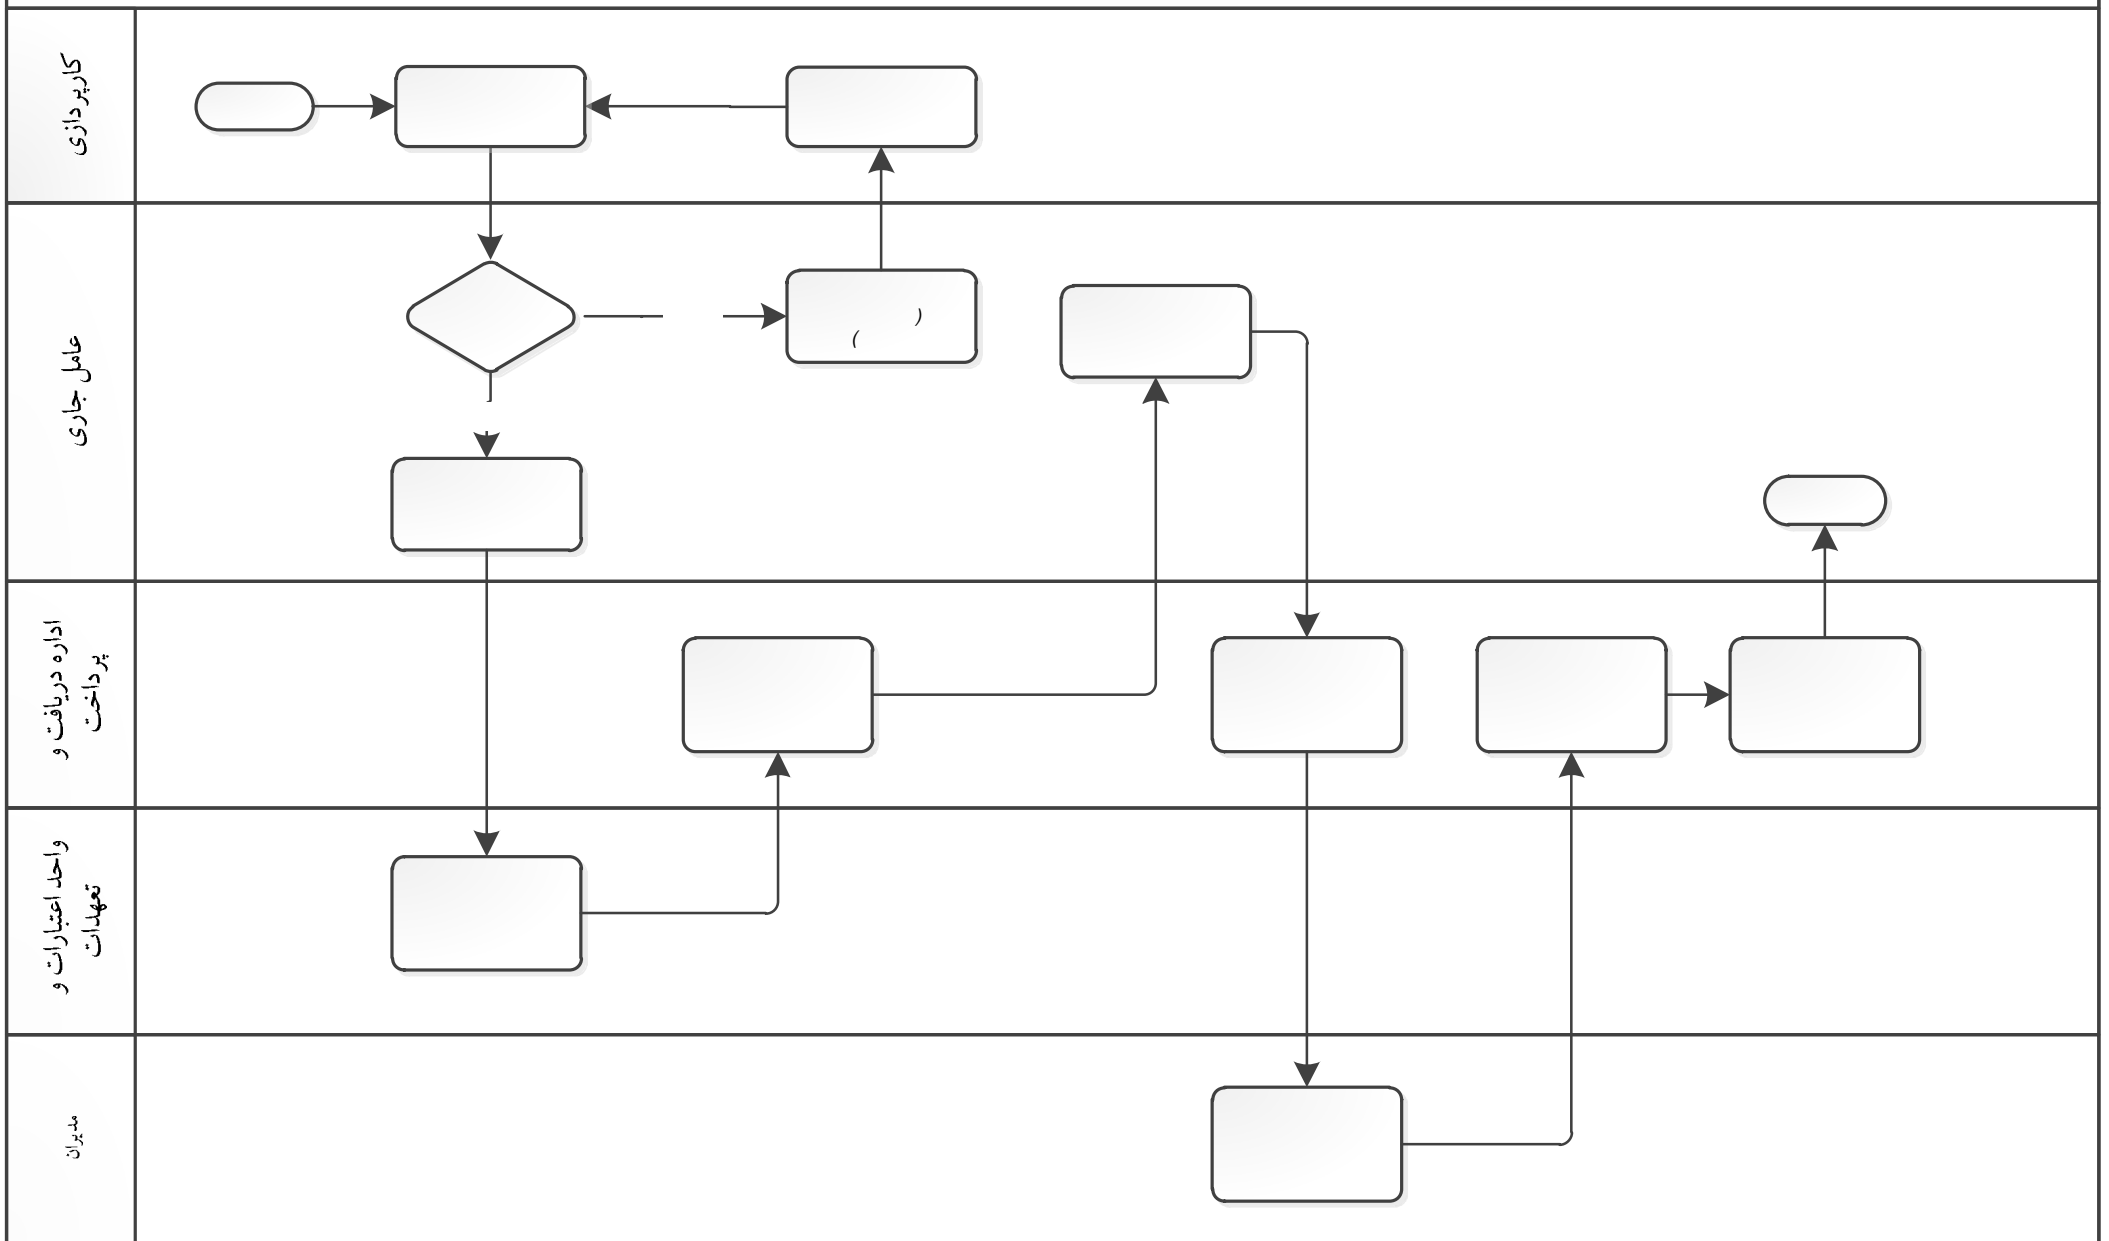 کارپردازی
عامل جاری
)
(
اداره دریافت و
پرداخت
واحد اعتبارات و
تعهدات
مدیران